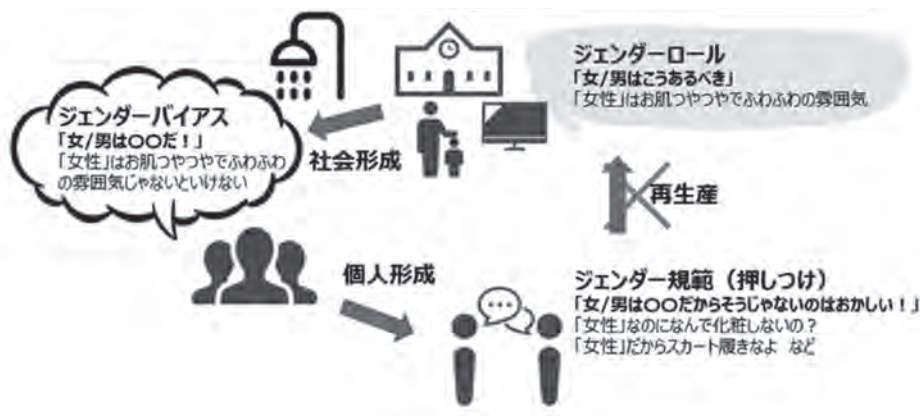 ジェンダーロール
「女/男はこうあるべき」
「女性」はお肌つやつやでふわふわの雰囲気
ジェンダーバイアス
「女/男は〇〇だ！」
「女性」はお肌つやつやでふわふわ
の雰囲気じゃないといけない
社会形成
再生産
個人形成
ジェンダー規範（押しつけ）
「女/男は〇〇だからそうじゃないのはおかしい！」
「女性」なのになんで化粧しないの？
「女性」だからスカート履きなよ など